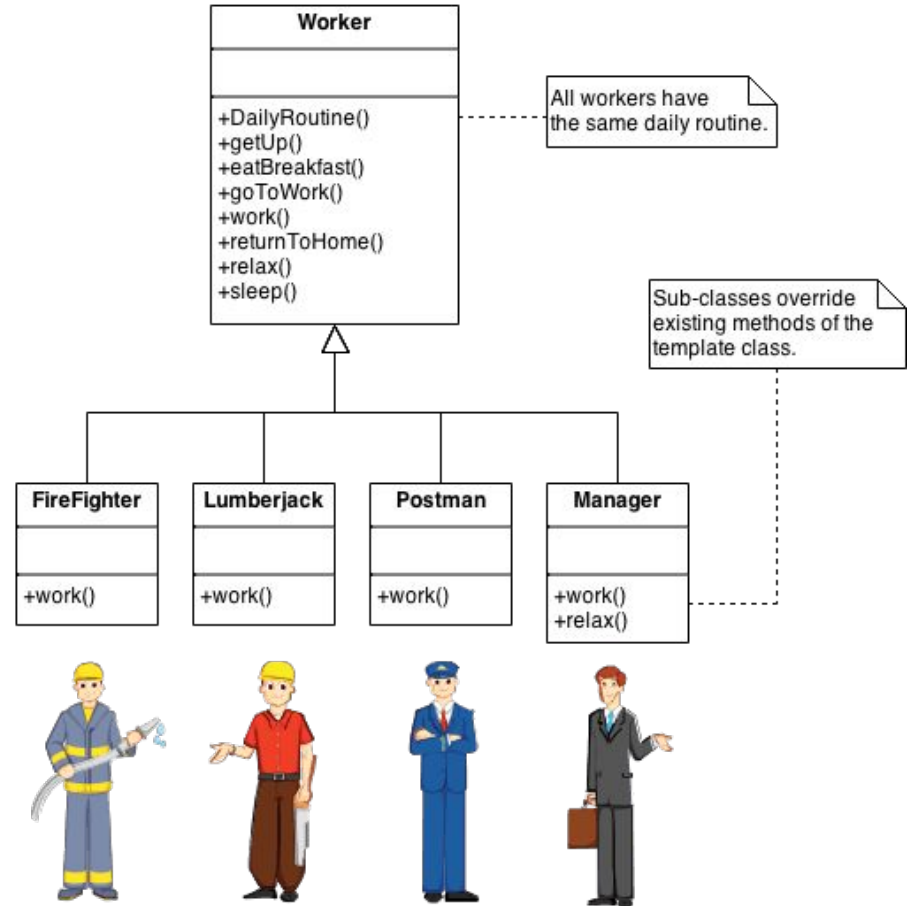 Worker
+DailyRoutine()
+getUp()
+eatBreakfast()
+goToWork()
+work()
+returnToHome()
+relax()
+sleep()
All workers have
the same daily routine.
Sub-classes override
existing methods of the
template class.
FireFighter
+work()
Lumberjack
+work()
Postman
+work()
Manager
+work()
+relax()